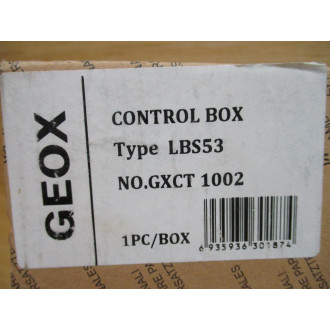 GEOX
CONTROL BOX
Type LBS53
NO.GXCT 1002
1PC/BOX
6 935936 301874